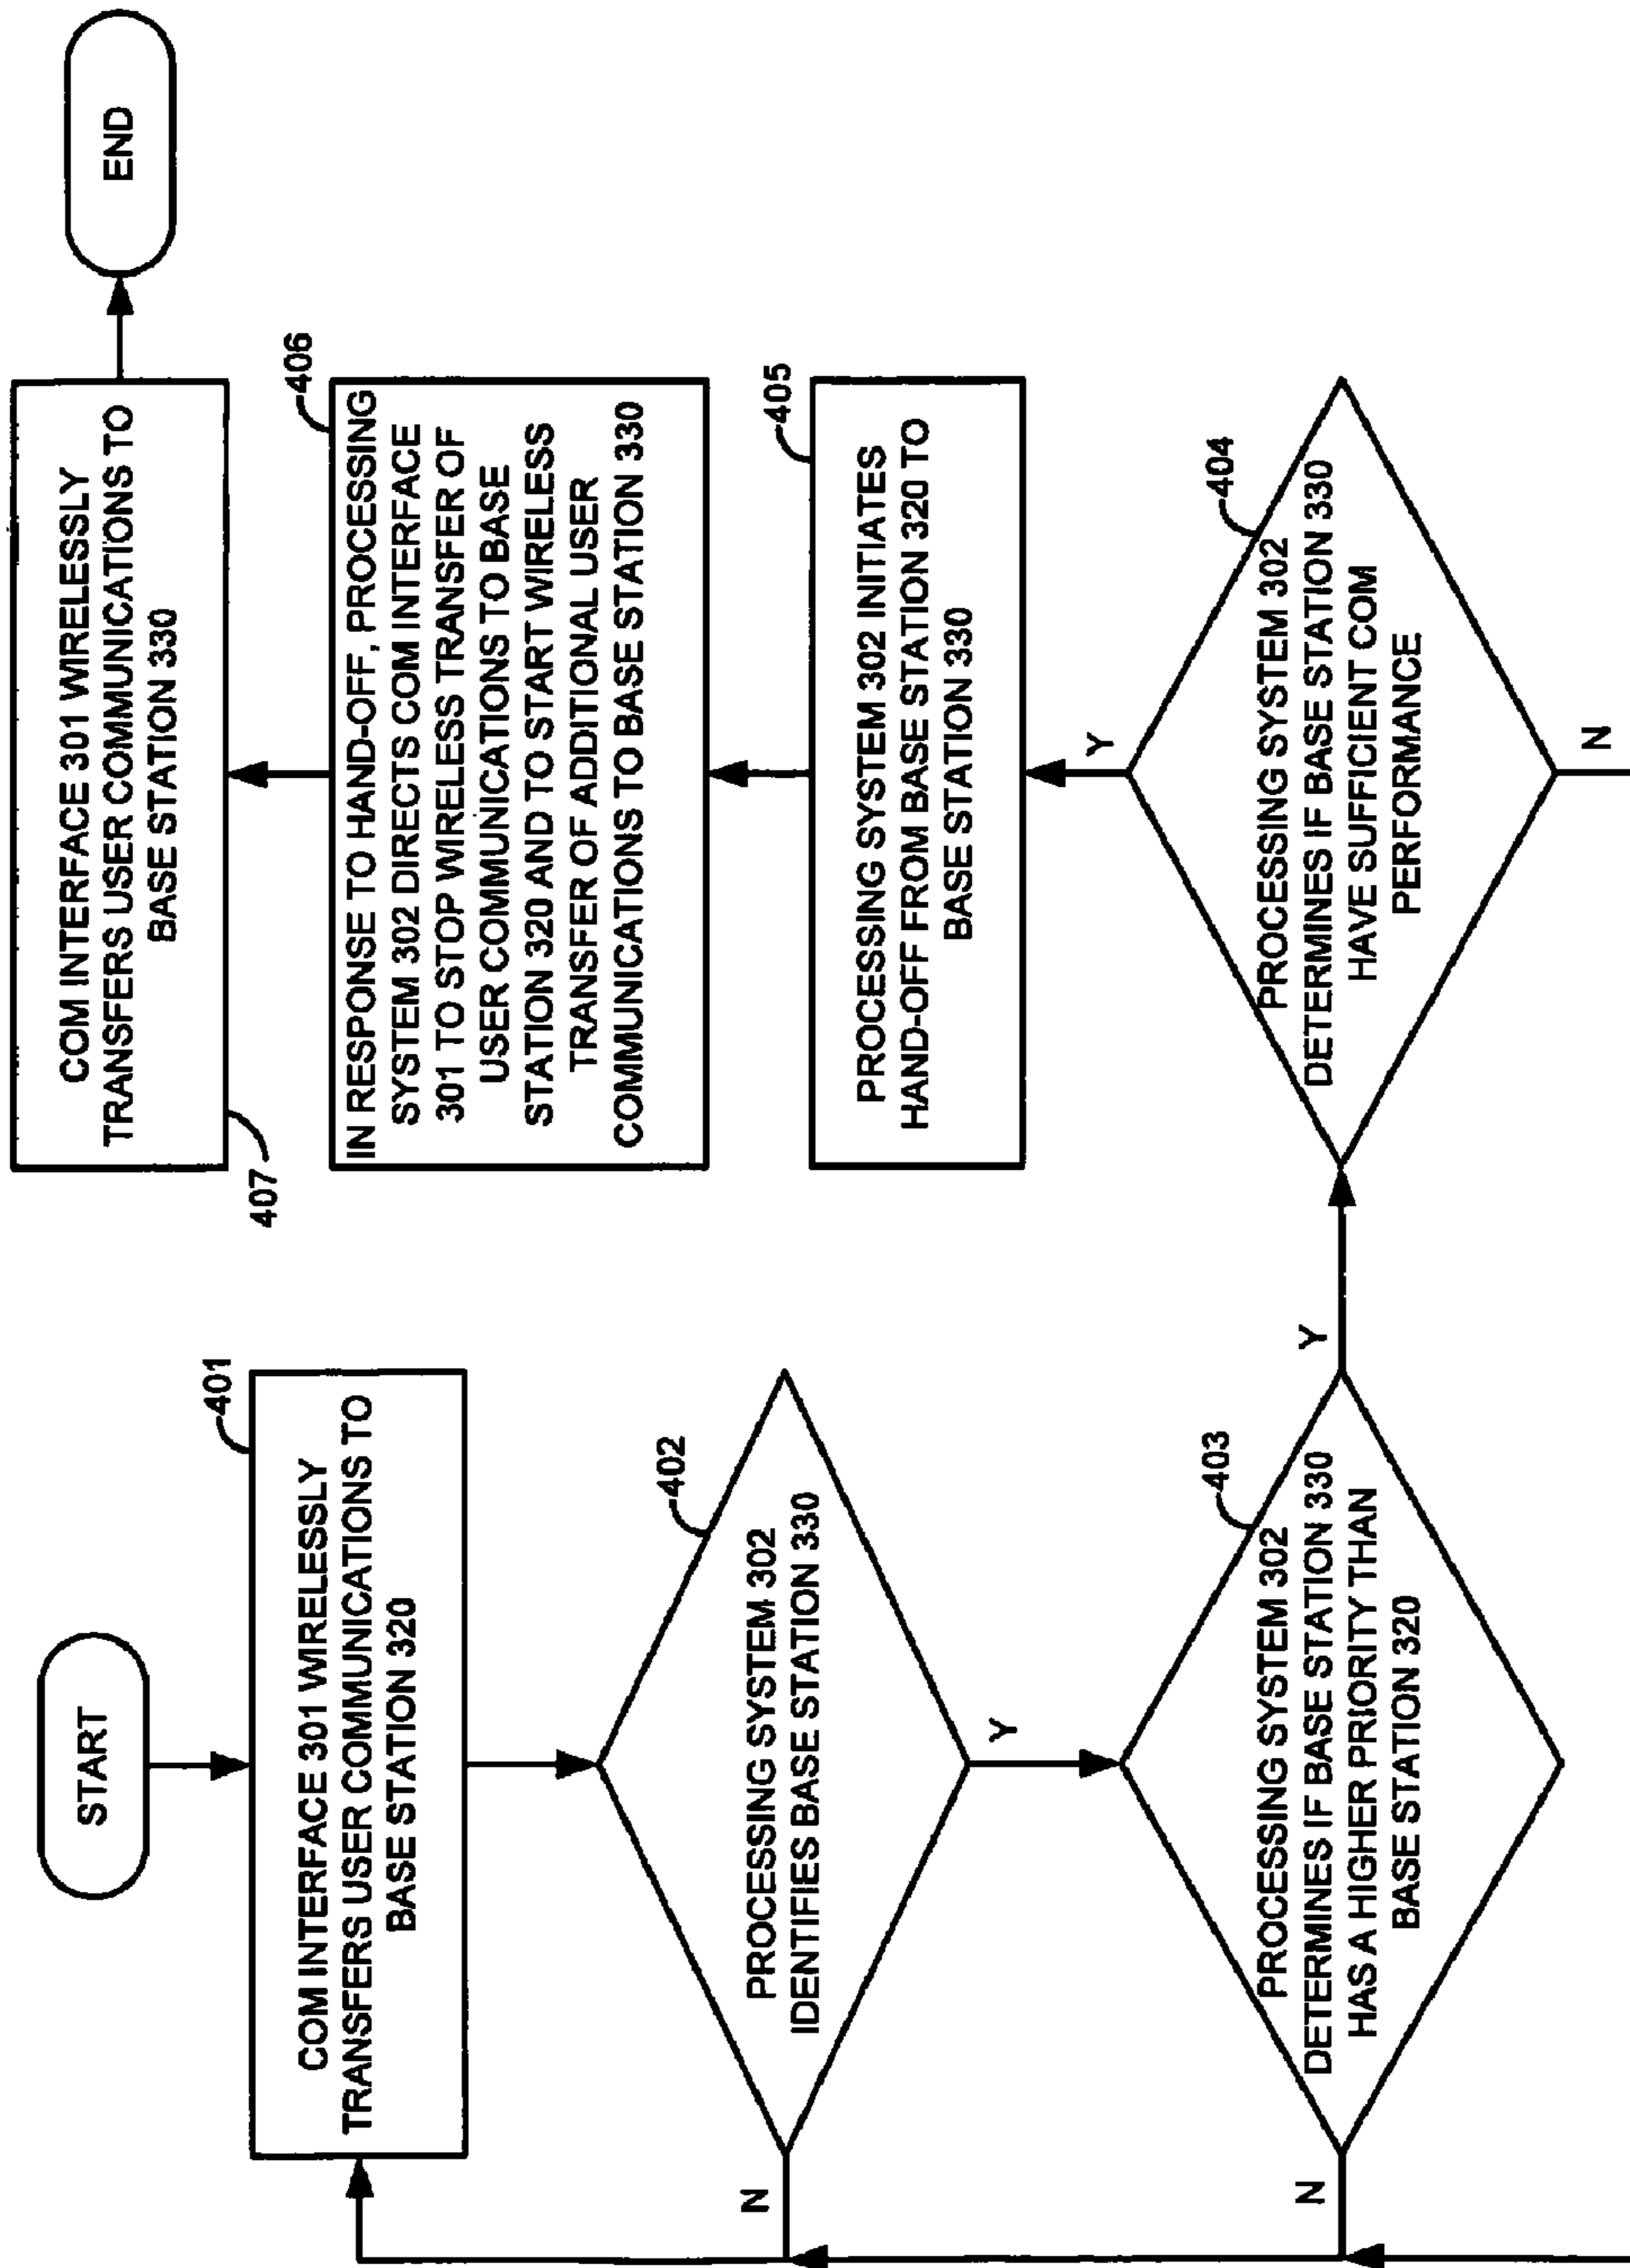 START
401
COM INTERFACE 301 WIRELESSLY
TRANSFERS USER COMMUNICATIONS TO
BASE STATION 320
402
PROCESSING SYSTEM 302
IDENTIFIES BASE STATION 330
N
Y
403
PROCESSING SYSTEM 302
DETERMINES IF BASE STATION 330
HAS A HIGHER PRIORITY THAN
BASE STATION 320
N
Y
404
PROCESSING SYSTEM 302
DETERMINES IF BASE STATION 330
HAVE SUFFICIENT COM
PERFORMANCE
N
Y
405
PROCESSING SYSTEM 302 INITIATES
HAND-OFF FROM BASE STATION 320 TO
BASE STATION 330
406
IN RESPONSE TO HAND-OFF, PROCESSING
SYSTEM 302 DIRECTS COM INTERFACE
301 TO STOP WIRELESS TRANSFER OF
USER COMMUNICATIONS TO BASE
STATION 320 AND TO START WIRELESS
TRANSFER OF ADDITIONAL USER
COMMUNICATIONS TO BASE STATION 330
407
COM INTERFACE 301 WIRELESSLY
TRANSFERS USER COMMUNICATIONS TO
BASE STATION 330
END